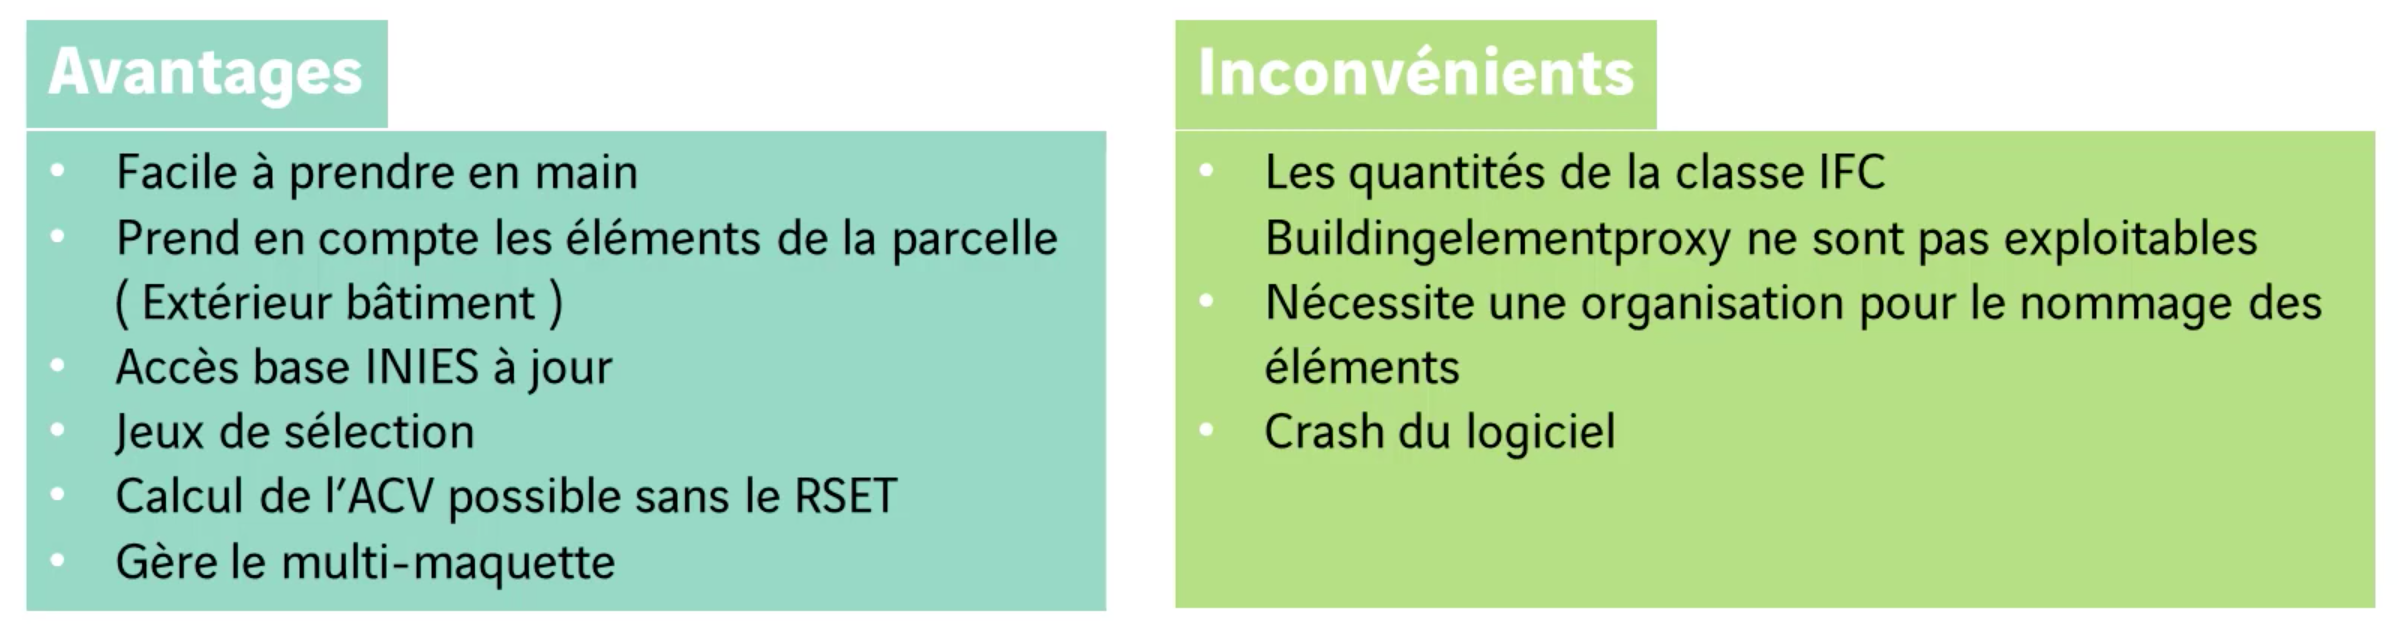 Avantages
• Facile à prendre en main
• Prend en compte les éléments de la parcelle
( Extérieur bâtiment )
• Accès base INIES à jour
• Jeux de sélection
• Calcul de l’ACV possible sans le RSET
• Gère le multi-maquette
Inconvénients
• Les quantités de la classe IFC
Buildingelementproxy ne sont pas exploitables
• Nécessite une organisation pour le nommage des
éléments
• Crash du logiciel